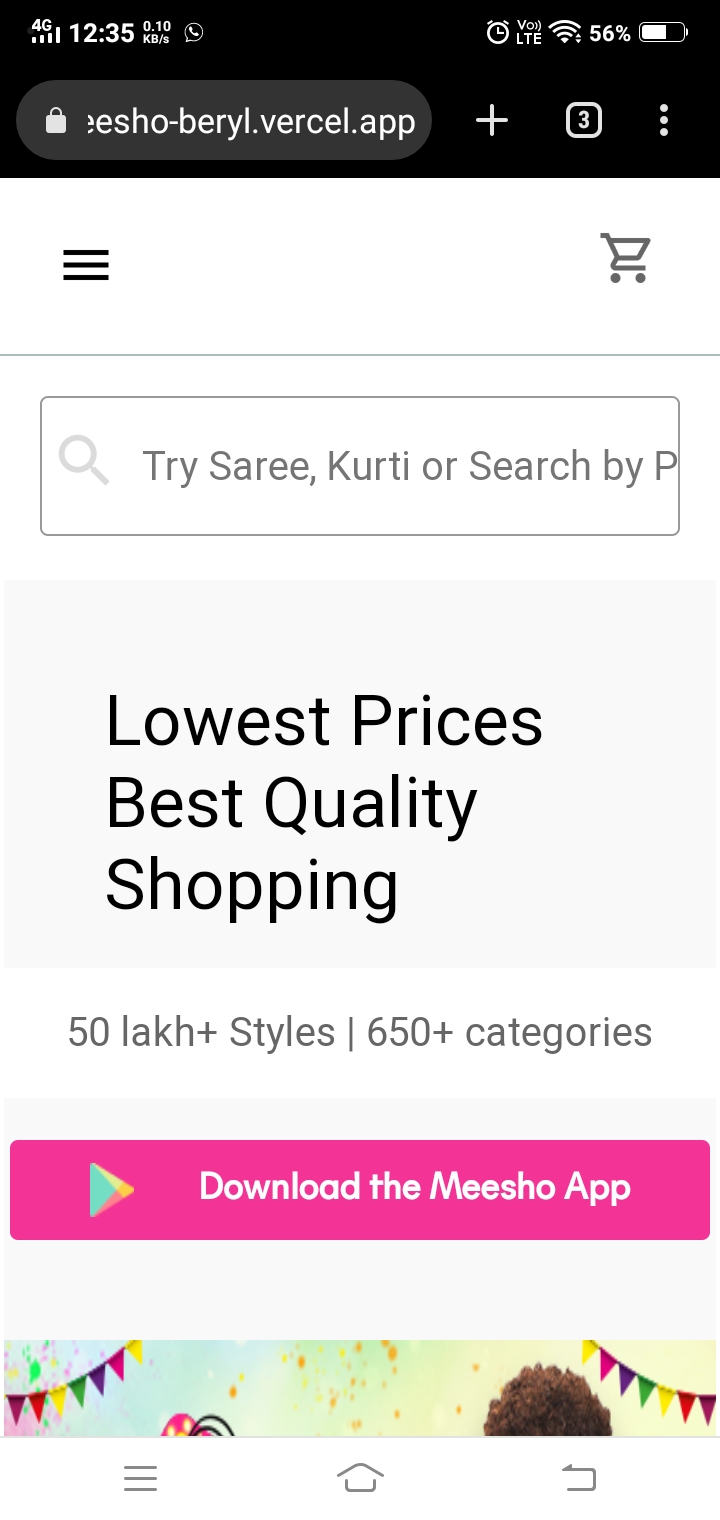 4G 12:35 0.10 KB/s Vo)) LTE 56%
eesho-beryl.vercel.app 3
Try Saree, Kurti or Search by P
Lowest Prices
Best Quality
Shopping
50 lakh+ Styles | 650+ categories
Download the Meesho App